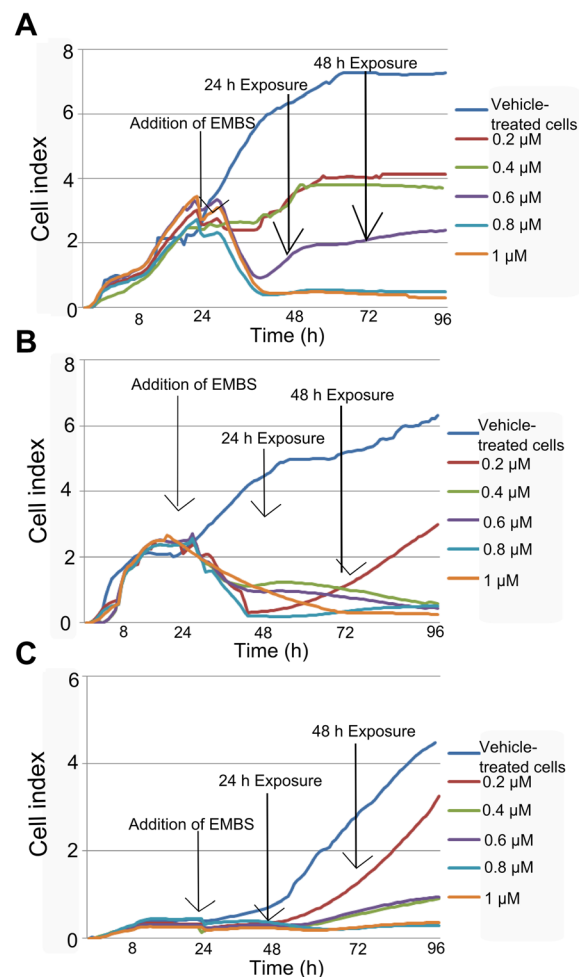 A
8
6
4
2
0
Cell index
Addition of EMBS
24 h Exposure
48 h Exposure
8
24
48
72
96
Time (h)
Vehicle-
treated cells
0.2 µM
0.4 µM
0.6 µM
0.8 µM
1 µM
B
8
6
4
2
0
Cell index
Addition of EMBS
24 h Exposure
48 h Exposure
8
24
48
72
96
Time (h)
Vehicle-
treated cells
0.2 µM
0.4 µM
0.6 µM
0.8 µM
1 µM
C
6
4
2
0
Cell index
Addition of EMBS
24 h Exposure
48 h Exposure
8
24
48
72
96
Time (h)
Vehicle-
treated cells
0.2 µM
0.4 µM
0.6 µM
0.8 µM
1 µM